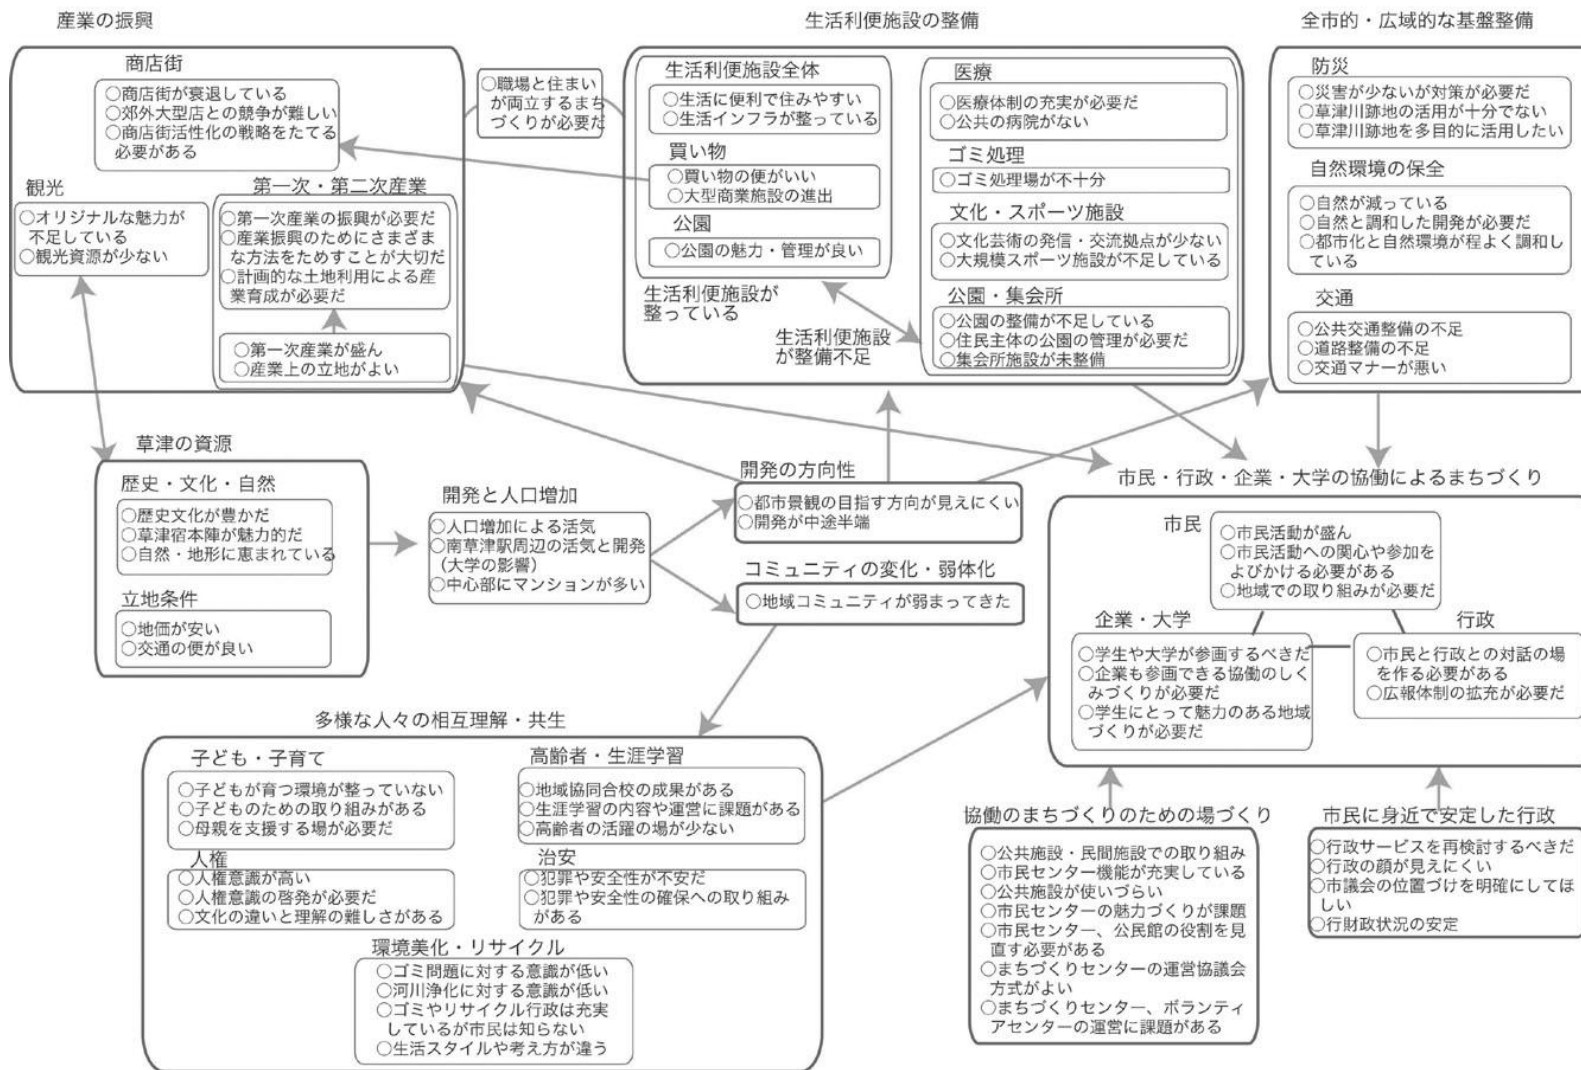 産業の振興
商店街
○商店街が衰退している
○郊外大型店との競争が難しい
○商店街活性化の戦略をたてる
必要がある
観光
○オリジナルな魅力が
不足している
○観光資源が少ない
第一次・第二次産業
○第一次産業の振興が必要だ
○産業振興のためにさまざま
な方法をためすことが大切だ
○計画的な土地利用による産
業育成が必要だ
○第一次産業が盛ん
○産業上の立地がよい
○職場と住まい
が両立するまち
づくりが必要だ
生活利便施設の整備
生活利便施設全体
○生活に便利で住みやすい
○生活インフラが整っている
買い物
○買い物の便がいい
○大型商業施設の進出
公園
○公園の魅力・管理が良い
生活利便施設が
整っている
医療
○医療体制の充実が必要だ
○公共の病院がない
ゴミ処理
○ゴミ処理場が不十分
文化・スポーツ施設
○文化芸術の発信・交流拠点が少ない
○大規模スポーツ施設が不足している
公園・集会所
○公園の整備が不足している
○住民主体の公園の管理が必要だ
○集会所施設が未整備
生活利便施設
が整備不足
全市的・広域的な基盤整備
防災
○災害が少ないが対策が必要だ
○草津川跡地の活用が十分でない
○草津川跡地を多目的に活用したい
自然環境の保全
○自然が減っている
○自然と調和した開発が必要だ
○都市化と自然環境が程よく調和し
ている
交通
○公共交通整備の不足
○道路整備の不足
○交通マナーが悪い
草津の資源
歴史・文化・自然
○歴史文化が豊かだ
○草津宿本陣が魅力的だ
○自然・地形に恵まれている
立地条件
○地価が安い
○交通の便が良い
開発と人口増加
○人口増加による活気
○南草津駅周辺の活気と開発
（大学の影響）
○中心部にマンションが多い
開発の方向性
○都市景観の目指す方向が見えにくい
○開発が中途半端
コミュニティの変化・弱体化
○地域コミュニティが弱まってきた
市民・行政・企業・大学の協働によるまちづくり
市民
○市民活動が盛ん
○市民活動への関心や参加を
よびかける必要がある
○地域での取り組みが必要だ
企業・大学
○学生や大学が参画するべきだ
○企業も参画できる協働のしく
みづくりが必要だ
○学生にとって魅力のある地域
づくりが必要だ
行政
○市民と行政との対話の場
を作る必要がある
○広報体制の拡充が必要だ
多様な人々の相互理解・共生
子ども・子育て
○子どもが育つ環境が整っていない
○子どものための取り組みがある
○母親を支援する場が必要だ
高齢者・生涯学習
○地域協同合校の成果がある
○生涯学習の内容や運営に課題がある
○高齢者の活躍の場が少ない
人権
○人権意識が高い
○人権意識の啓発が必要だ
○文化の違いと理解の難しさがある
治安
○犯罪や安全性が不安だ
○犯罪や安全性の確保への取り組み
がある
環境美化・リサイクル
○ゴミ問題に対する意識が低い
○河川浄化に対する意識が低い
○ゴミやリサイクル行政は充実
しているが市民は知らない
○生活スタイルや考え方が違う
協働のまちづくりのための場づくり
○公共施設・民間施設での取り組み
○市民センター機能が充実している
○公共施設が使いづらい
○市民センターの魅力づくりが課題
○市民センター、公民館の役割を見
直す必要がある
○まちづくりセンターの運営協議会
方式がよい
○まちづくりセンター、ボランティ
アセンターの運営に課題がある
市民に身近で安定した行政
○行政サービスを再検討するべきだ
○行政の顔が見えにくい
○市議会の位置づけを明確にしてほ
しい
○行財政状況の安定